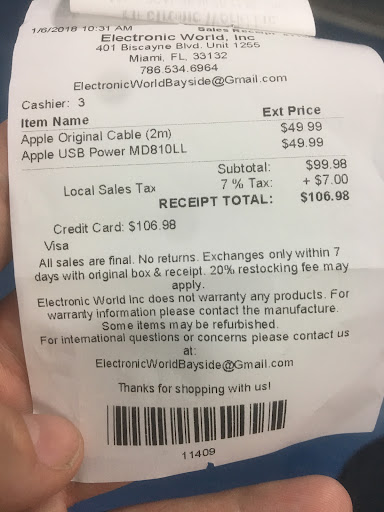 1/6/2018 10:31 AM Sales Receipt
Electronic World, Inc
401 Biscayne Blvd. Unit 1255
Miami, FL, 33132
786.534.6964
ElectronicWorldBayside@Gmail.com
Cashier: 3
Item Name Ext Price
Apple Original Cable (2m) $49.99
Apple USB Power MD810LL $49.99
Subtotal: $99.98
Local Sales Tax 7 % Tax: + $7.00
RECEIPT TOTAL: $106.98
Credit Card: $106.98
Visa
All sales are final. No returns. Exchanges only within 7
days with original box & receipt. 20% restocking fee may
apply.
Electronic World Inc does not warranty any products. For
warranty information please contact the manufacture.
Some items may be refurbished.
For international questions or concerns please contact us
at:
ElectronicWorldBayside@Gmail.com
Thanks for shopping with us!
11409